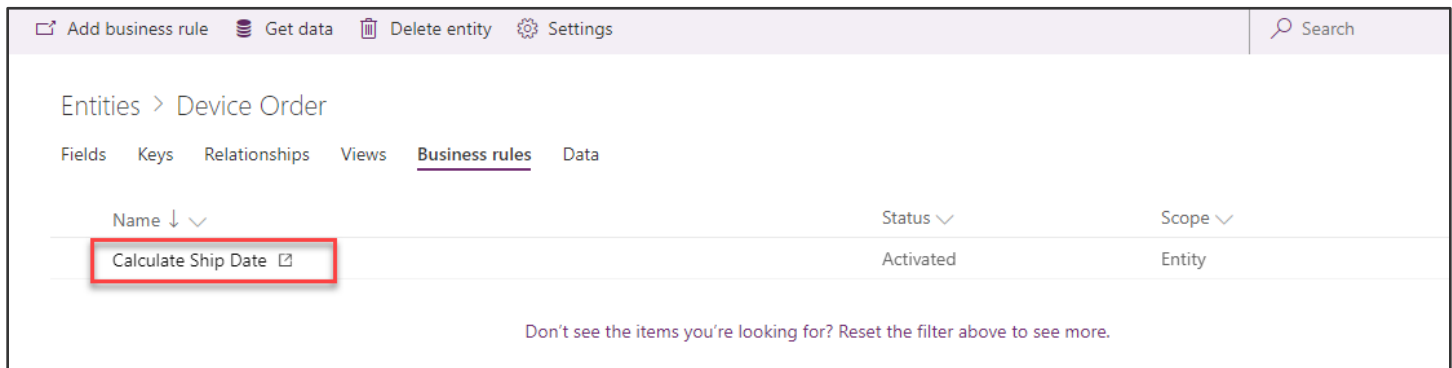 Add business rule Get data Delete entity Settings Search
Entities > Device Order
Fields Keys Relationships Views Business rules Data
Name ↓ Status Scope
Calculate Ship Date Activated Entity
Don't see the items you're looking for? Reset the filter above to see more.